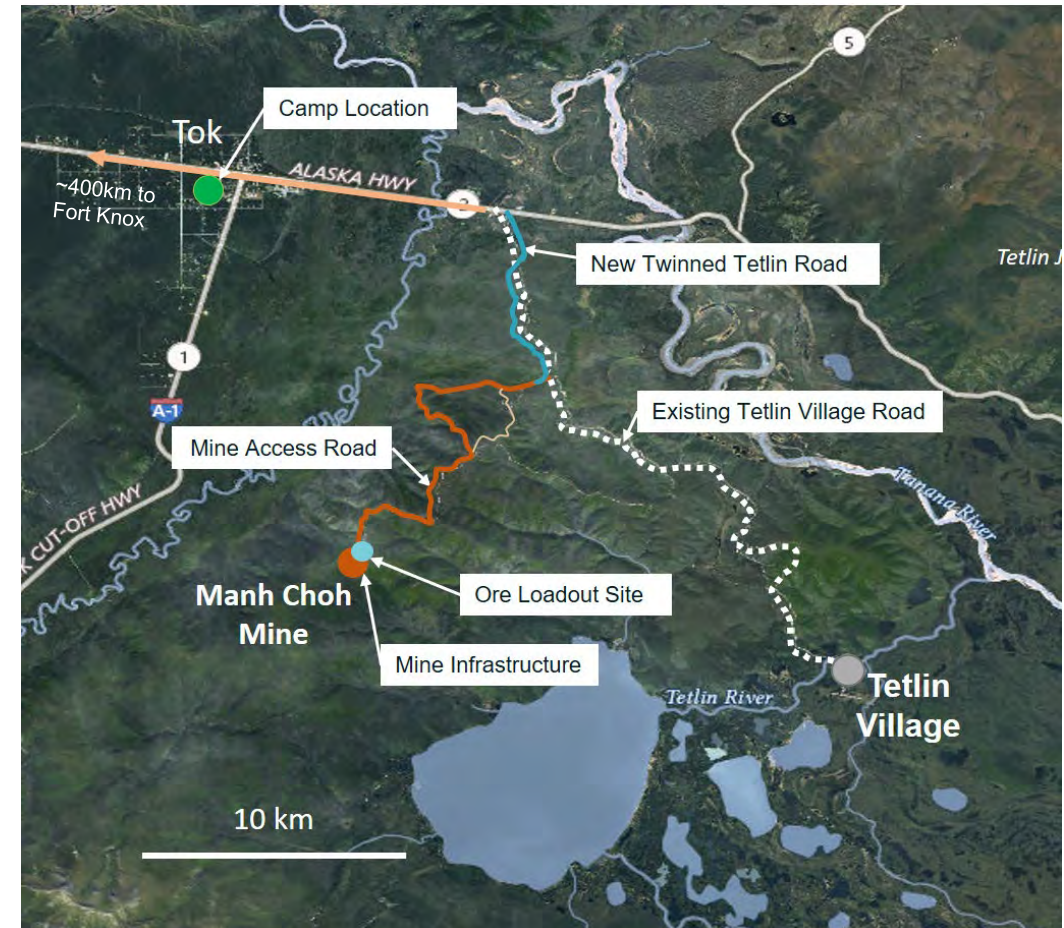 5
Camp Location
Tok
ALASKA HWY
~400km to
Fort Knox
2
New Twinned Tetlin Road
Tetlin J
1
A-1
Existing Tetlin Village Road
Mine Access Road
Tanana River
K CUT-OFF HWY
Ore Loadout Site
Manh Choh
Mine
Mine Infrastructure
Tetlin River
Tetlin
Village
10 km